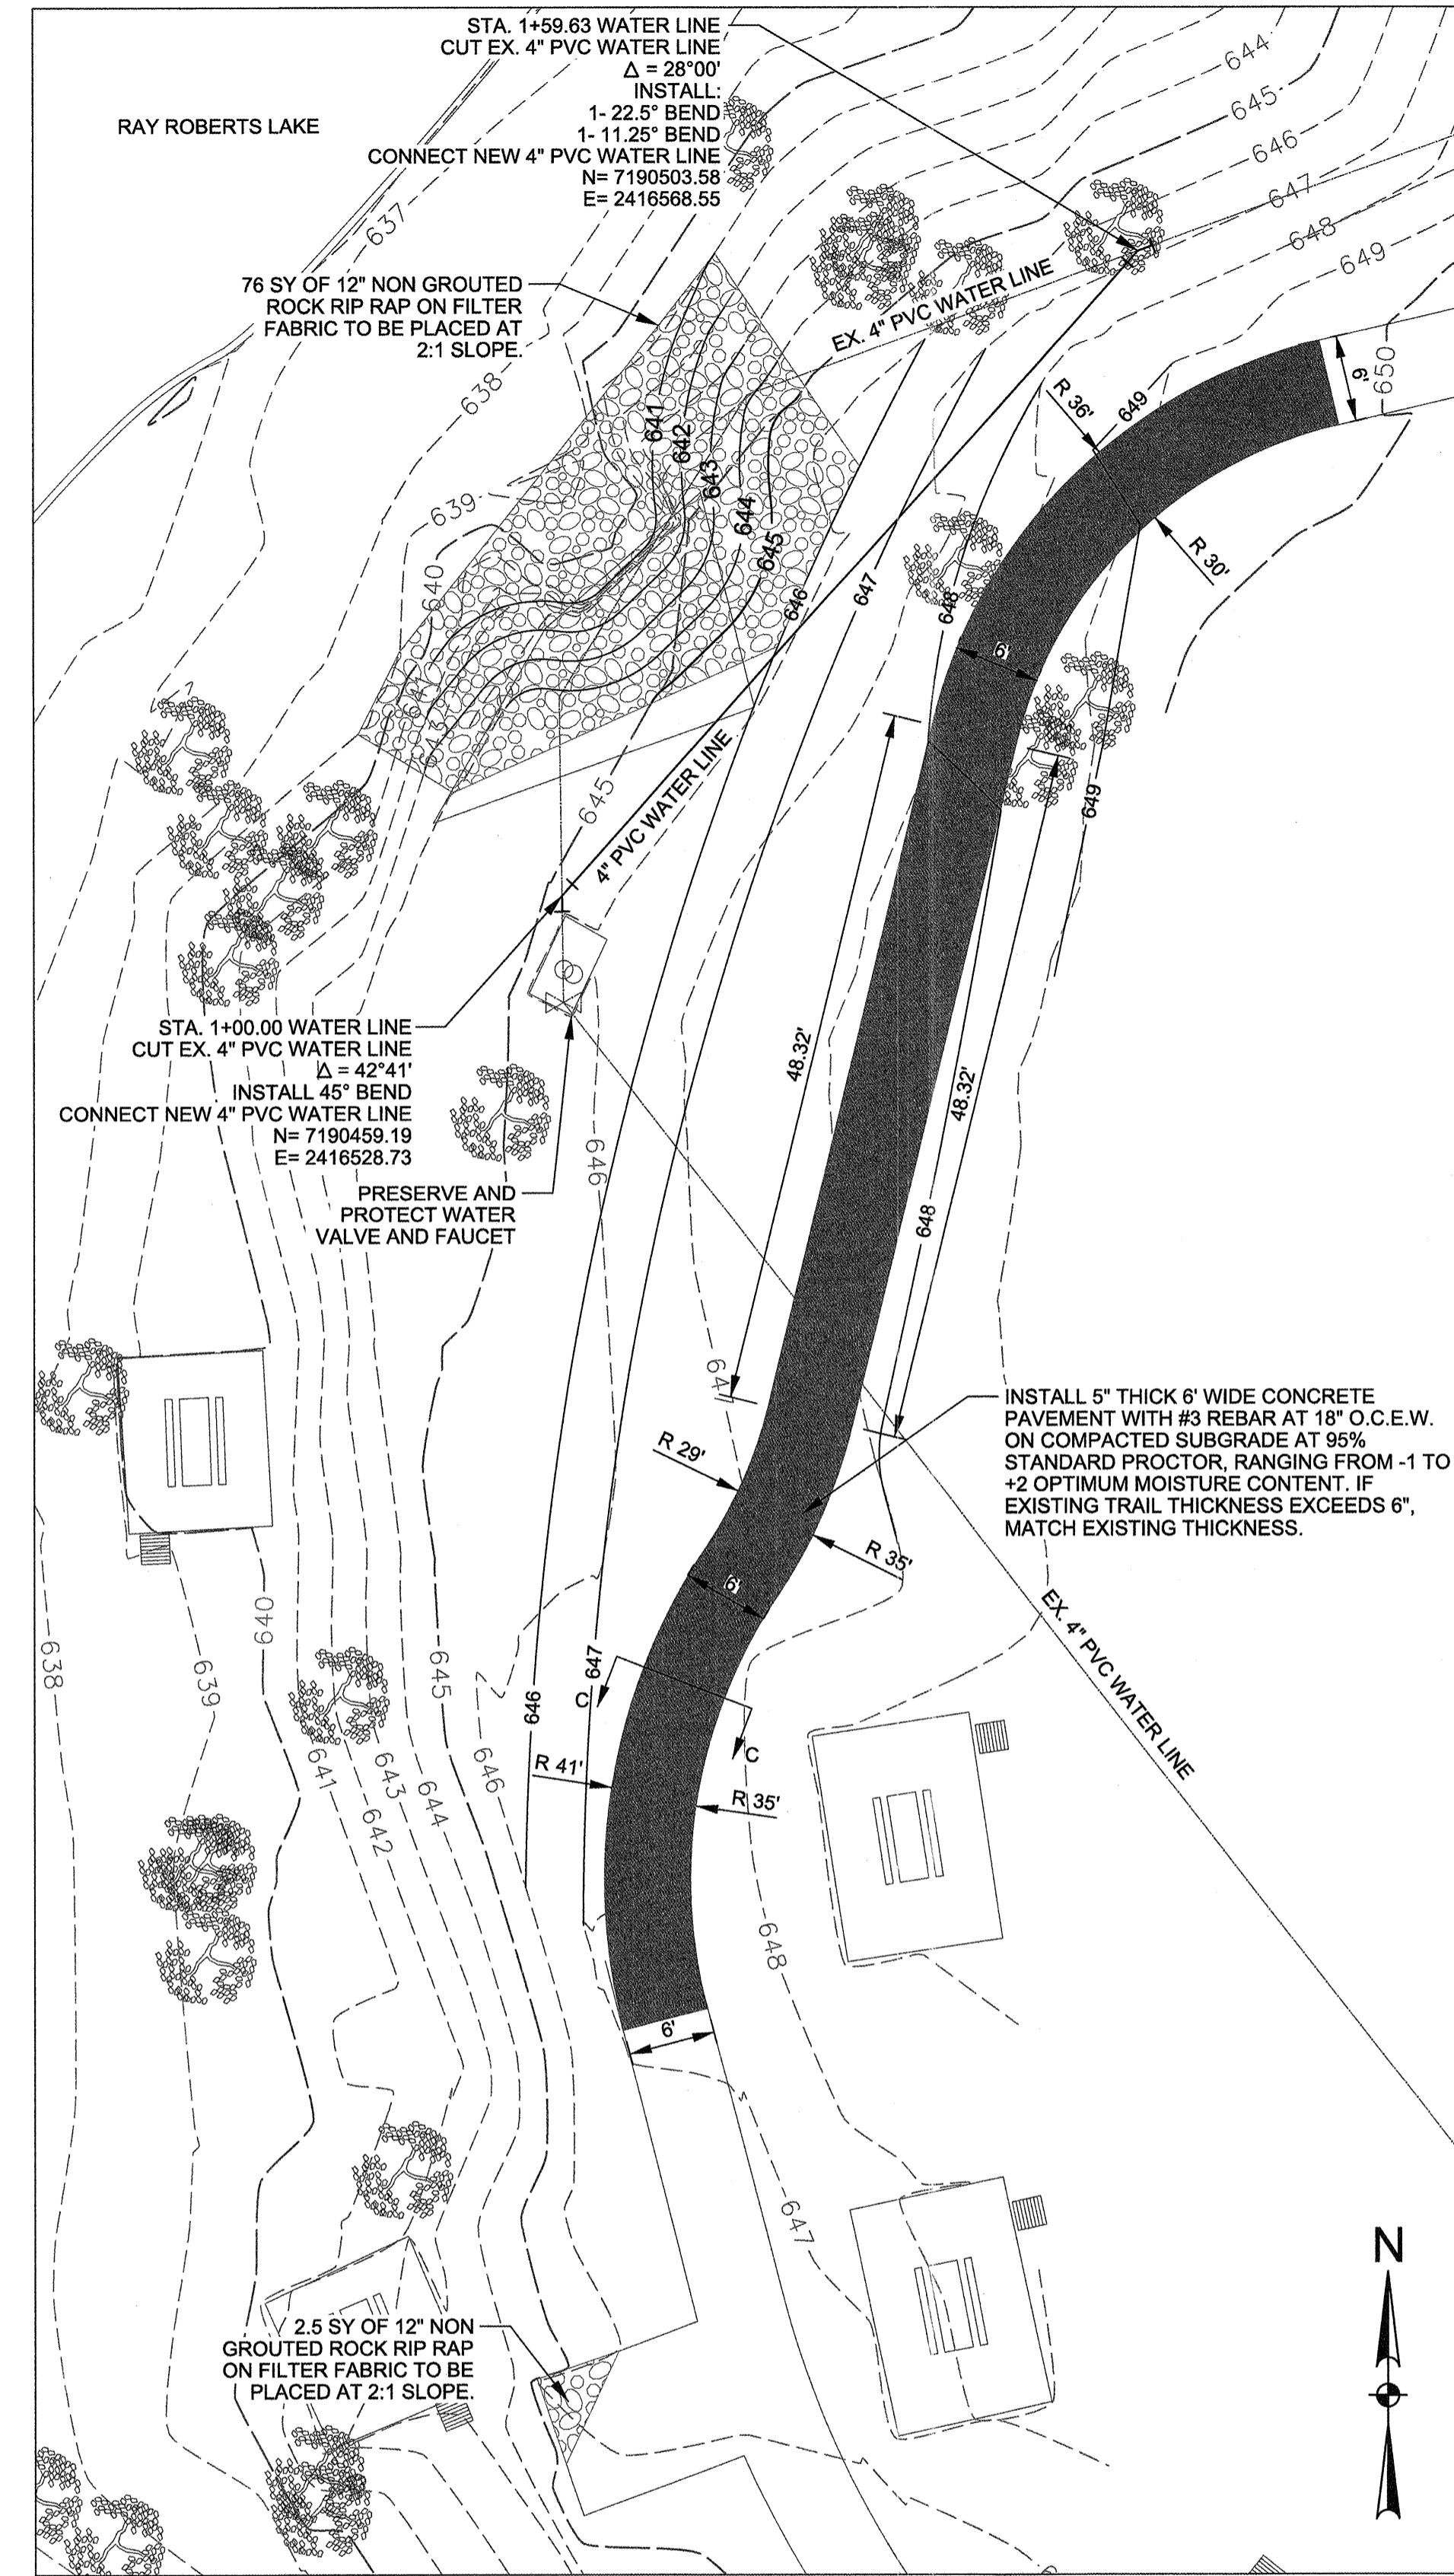 STA. 1+59.63 WATER LINE
CUT EX. 4" PVC WATER LINE
Δ = 28°00'
INSTALL:
1- 22.5° BEND
1- 11.25° BEND
CONNECT NEW 4" PVC WATER LINE
N= 7190503.58
E= 2416568.55
RAY ROBERTS LAKE
644
645
646
647
648
649
637
76 SY OF 12" NON GROUTED
ROCK RIP RAP ON FILTER
FABRIC TO BE PLACED AT
2:1 SLOPE.
EX. 4" PVC WATER LINE
638
650
6'
R 36'
649
R 30'
641
642
643
644
645
646
647
648
639
640
641
643
6'
645
4" PVC WATER LINE
649
STA. 1+00.00 WATER LINE
CUT EX. 4" PVC WATER LINE
Δ = 42°41'
INSTALL 45° BEND
CONNECT NEW 4" PVC WATER LINE
N= 7190459.19
E= 2416528.73
48.32'
48.32'
646
PRESERVE AND
PROTECT WATER
VALVE AND FAUCET
648
647
INSTALL 5" THICK 6' WIDE CONCRETE
PAVEMENT WITH #3 REBAR AT 18" O.C.E.W.
ON COMPACTED SUBGRADE AT 95%
STANDARD PROCTOR, RANGING FROM -1 TO
+2 OPTIMUM MOISTURE CONTENT. IF
EXISTING TRAIL THICKNESS EXCEEDS 6",
MATCH EXISTING THICKNESS.
R 29'
R 35'
6'
EX. 4" PVC WATER LINE
638
639
640
645
646
647
C
C
641
642
643
644
646
R 41'
R 35'
648
6'
647
N
2.5 SY OF 12" NON
GROUTED ROCK RIP RAP
ON FILTER FABRIC TO BE
PLACED AT 2:1 SLOPE.